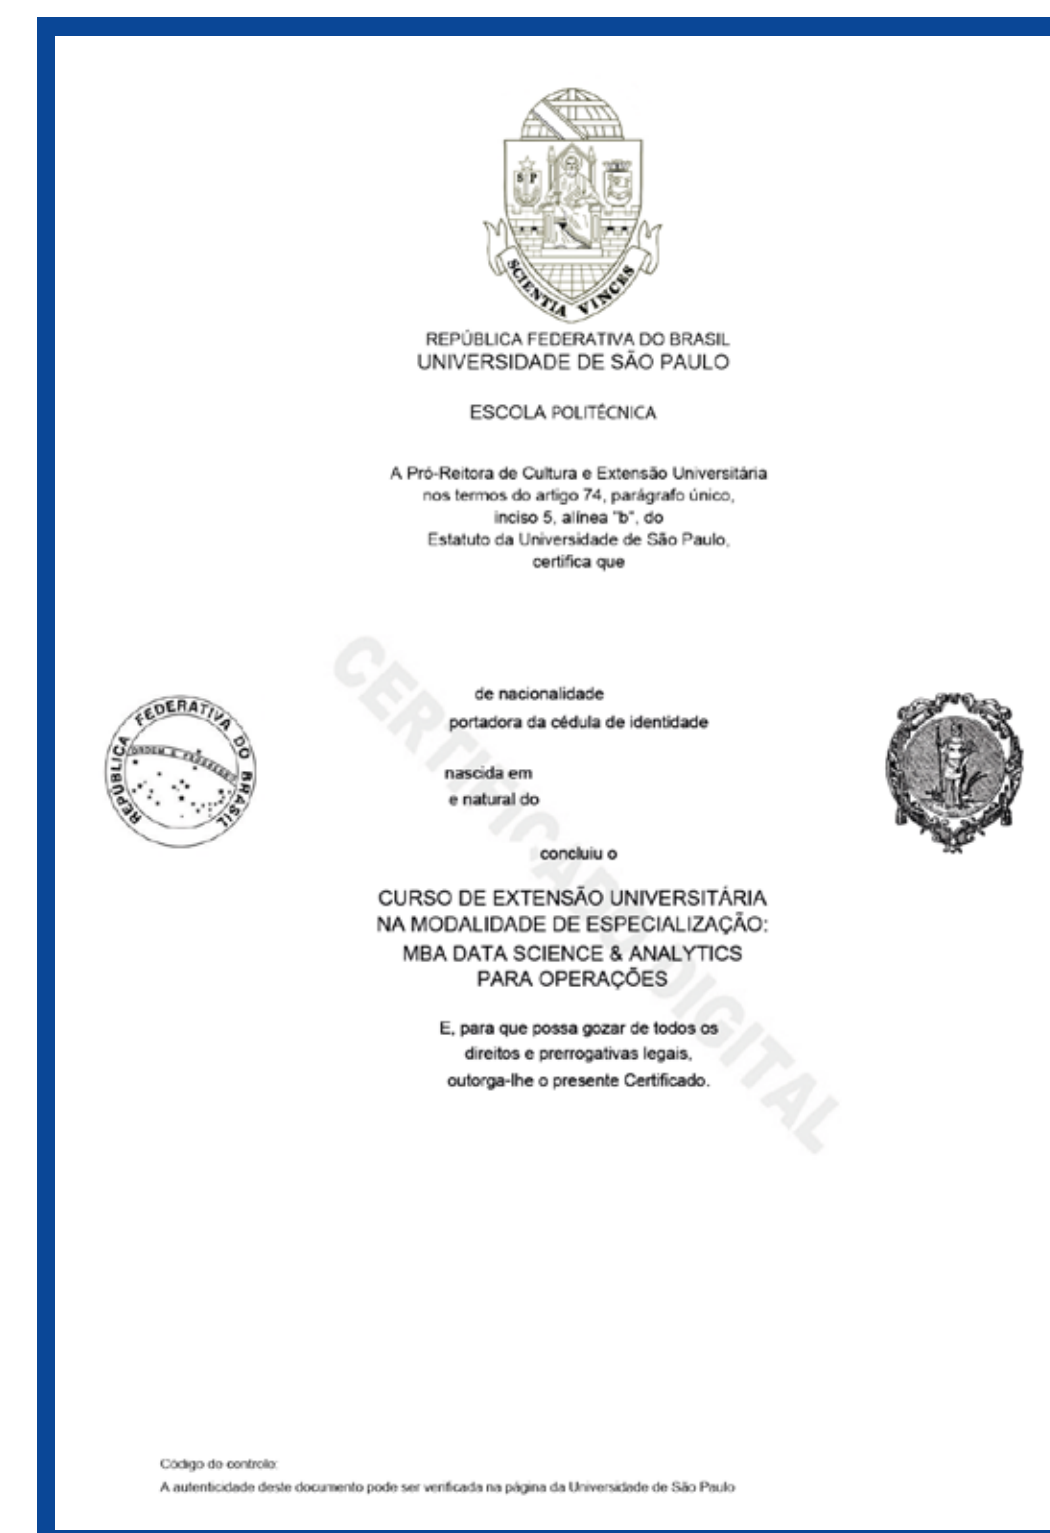 S P
SCIENTIA VINCES
REPÚBLICA FEDERATIVA DO BRASIL
UNIVERSIDADE DE SÃO PAULO
ESCOLA POLITÉCNICA
A Pró-Reitora de Cultura e Extensão Universitária
nos termos do artigo 74, parágrafo único,
inciso 5, alínea "b", do
Estatuto da Universidade de São Paulo,
certifica que
CERTIFICADO DIGITAL
REPÚBLICA FEDERATIVA DO BRASIL
ORDEM E PROGRESSO
de nacionalidade
portadora da cédula de identidade
nascida em
e natural do
concluiu o
CURSO DE EXTENSÃO UNIVERSITÁRIA
NA MODALIDADE DE ESPECIALIZAÇÃO:
MBA DATA SCIENCE & ANALYTICS
PARA OPERAÇÕES
E, para que possa gozar de todos os
direitos e prerrogativas legais,
outorga-lhe o presente Certificado.
Código de controle:
A autenticidade deste documento pode ser verificada na página da Universidade de São Paulo